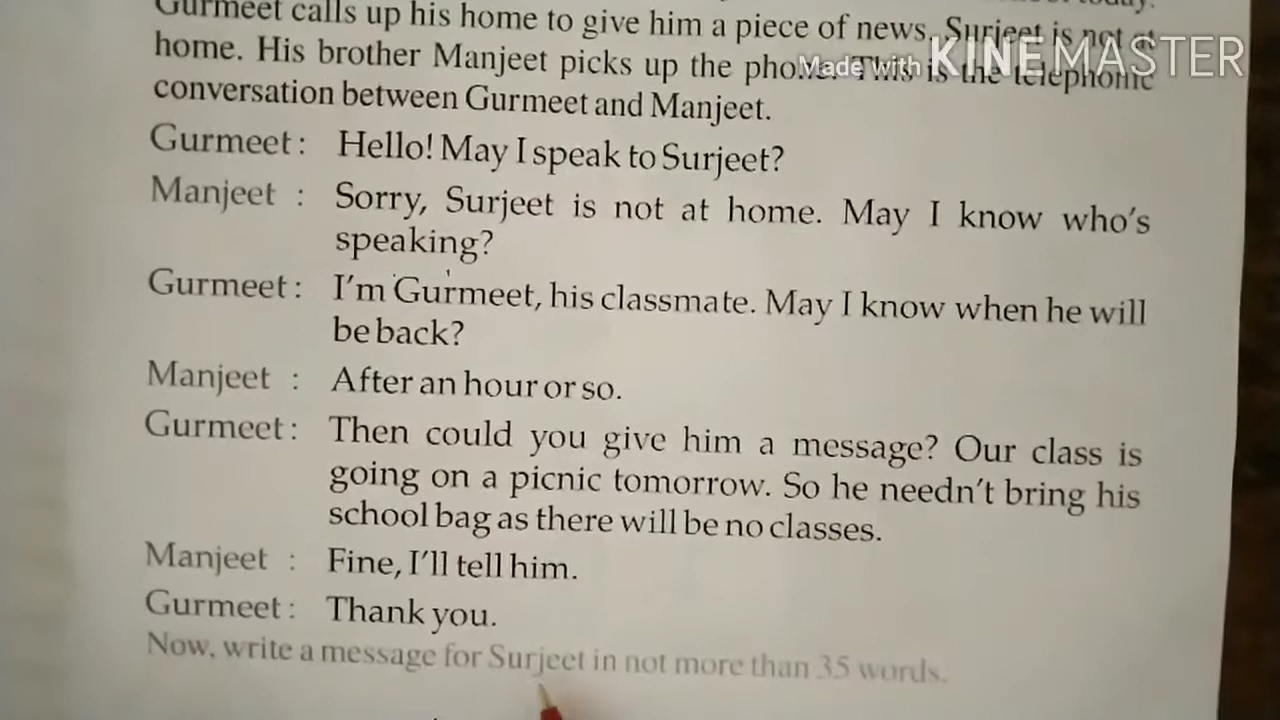 today.
Gurmeet calls up his home to give him a piece of news. Surjeet is not at
home. His brother Manjeet picks up the phone. This is the telephone
Made with KINEMASTER
conversation between Gurmeet and Manjeet.
Gurmeet : Hello! May I speak to Surjeet?
Manjeet : Sorry, Surjeet is not at home. May I know who's
speaking?
Gurmeet : I'm Gurmeet, his classmate. May I know when he will
be back?
Manjeet : After an hour or so.
Gurmeet : Then could you give him a message? Our class is
going on a picnic tomorrow. So he needn't bring his
school bag as there will be no classes.
Manjeet : Fine, I'll tell him.
Gurmeet : Thank you.
Now, write a message for Surjeet in not more than 35 words.